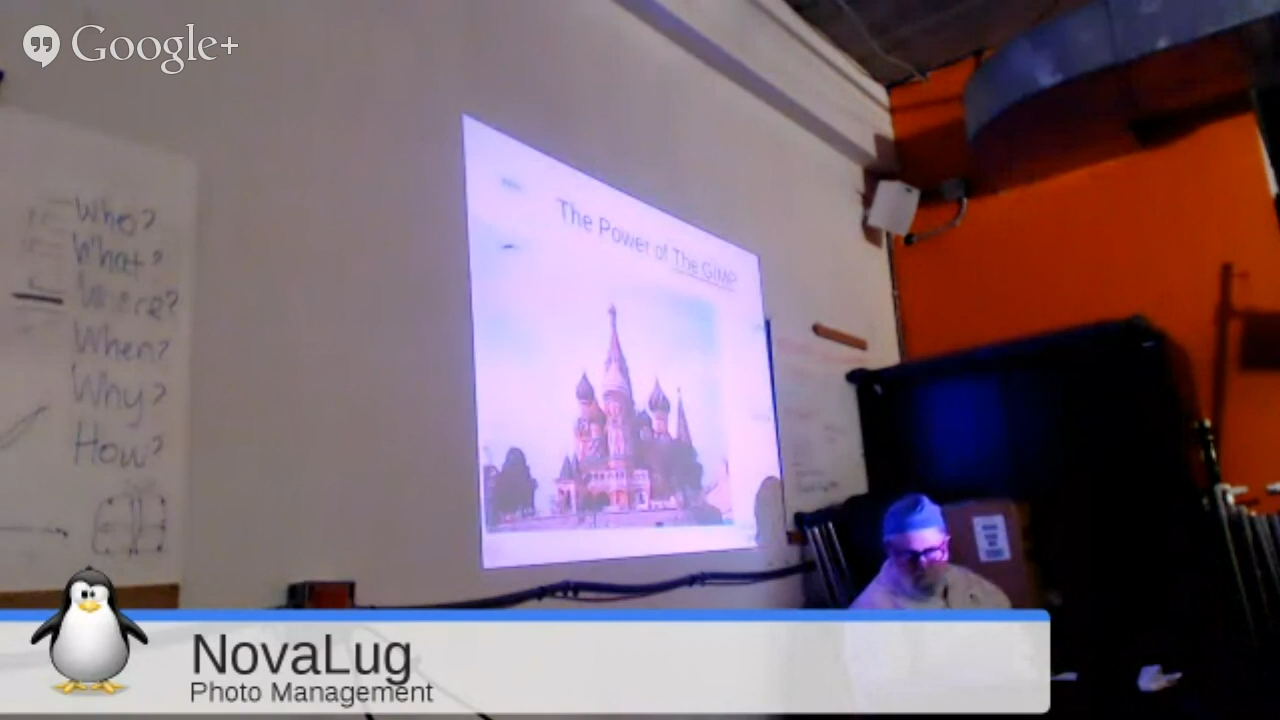 Google+
Who?
What?
Where?
When?
Why?
How?
The Power of The GIMP
NovaLug
Photo Management